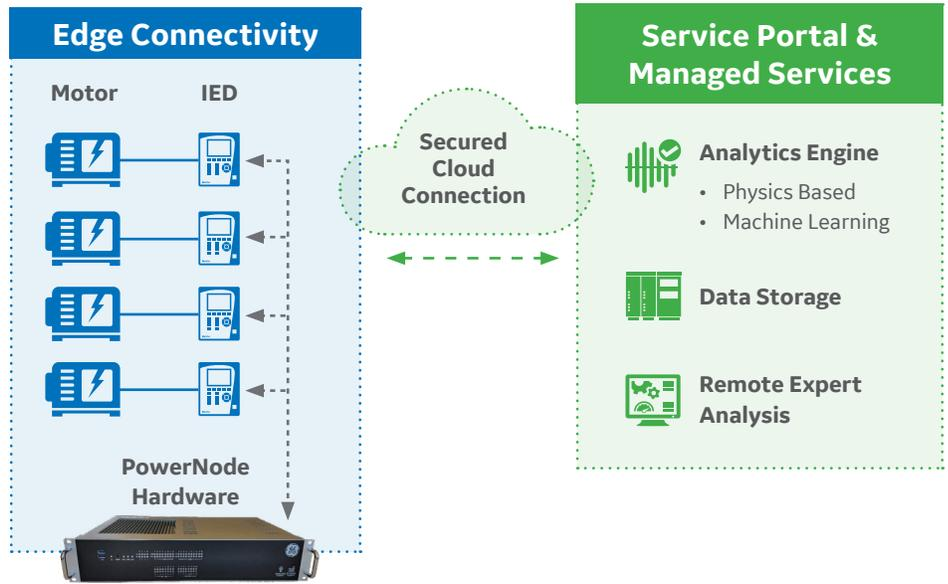 Edge Connectivity
Motor
IED
PowerNode
Hardware
Secured
Cloud
Connection
Service Portal &
Managed Services
Analytics Engine
• Physics Based
• Machine Learning
Data Storage
Remote Expert
Analysis